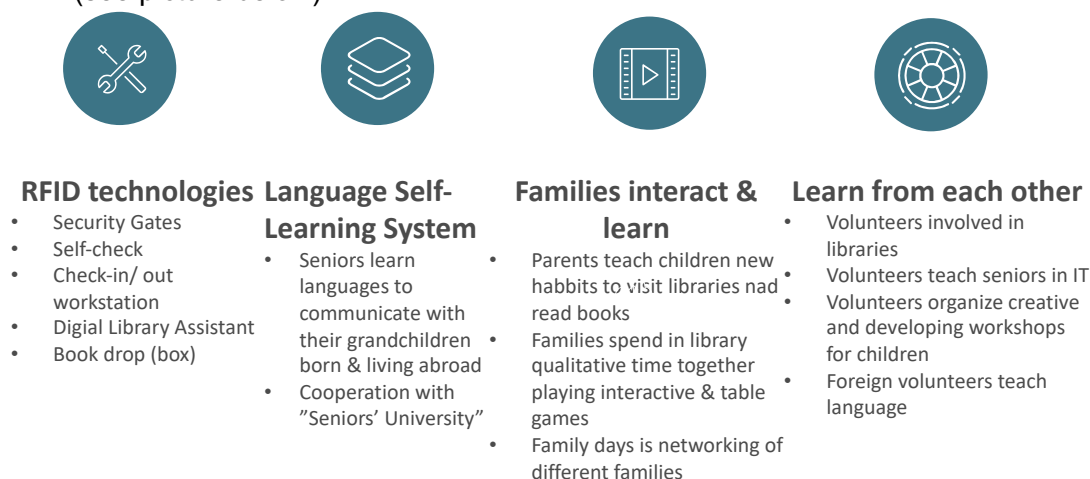 RFID technologies
• Security Gates
• Self-check
• Check-in/ out
workstation
• Digial Library Assistant
• Book drop (box)
Language Self-
Learning System
• Seniors learn
languages to
communicate with
their grandchildren
born & living abroad
• Cooperation with
”Seniors’ University”
Families interact &
learn
• Parents teach children new
habbits to visit libraries nad
read books
• Families spend in library
qualitative time together
playing interactive & table
games
• Family days is networking of
different families
Learn from each other
• Volunteers involved in
libraries
• Volunteers teach seniors in IT
• Volunteers organize creative
and developing workshops
for children
• Foreign volunteers teach
language